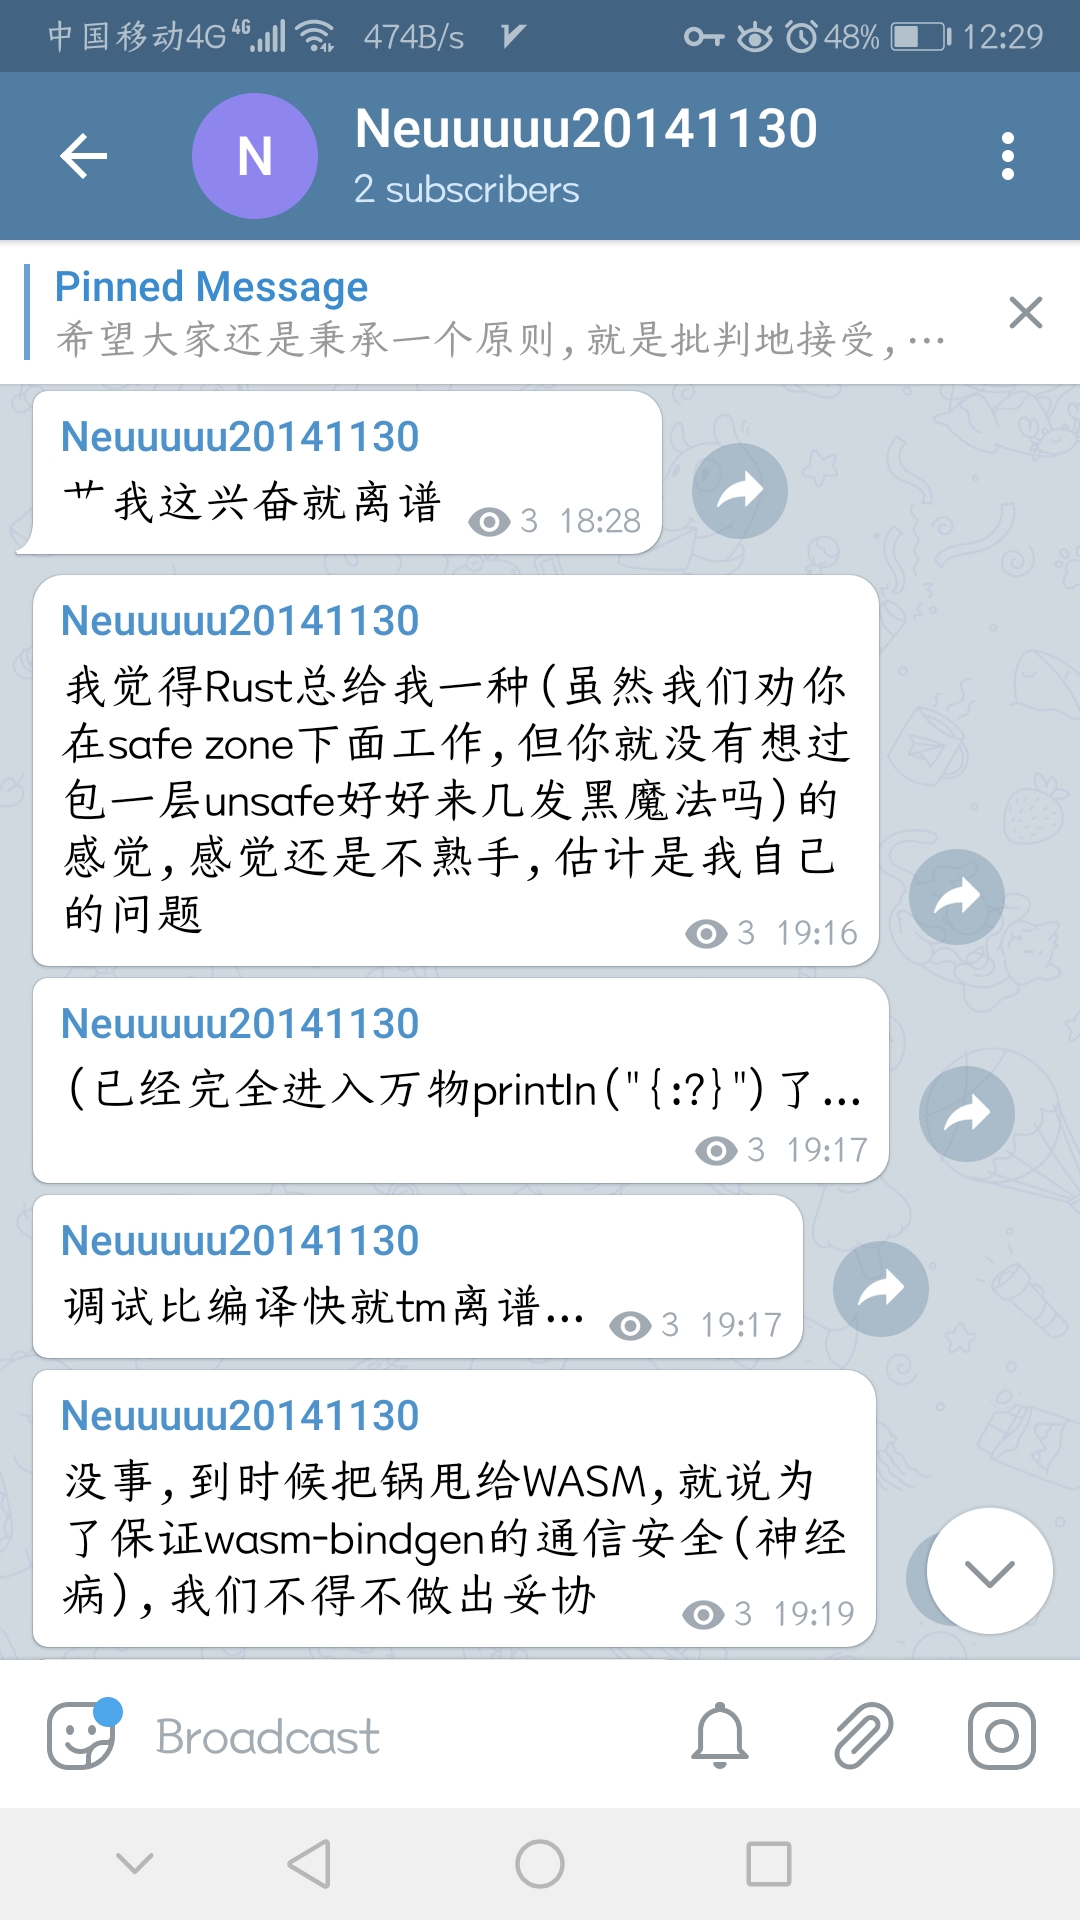 中国移动4G 4G 474B/s 48% 12:29
N
Neuuuuu20141130
2 subscribers
Pinned Message
希望大家还是秉承一个原则,就是批判地接受,…
Neuuuuu20141130
艹我这兴奋就离谱
3 18:28
Neuuuuu20141130
我觉得Rust总给我一种(虽然我们劝你
在safe zone下面工作,但你就没有想过
包一层unsafe好好来几发黑魔法吗)的
感觉,感觉还是不熟手,估计是我自己
的问题
3 19:16
Neuuuuu20141130
(已经完全进入万物println("{:?}")了...
3 19:17
Neuuuuu20141130
调试比编译快就tm离谱...
3 19:17
Neuuuuu20141130
没事,到时候把锅甩给WASM,就说为
了保证wasm-bindgen的通信安全(神经
病),我们不得不做出妥协
3 19:19
Broadcast